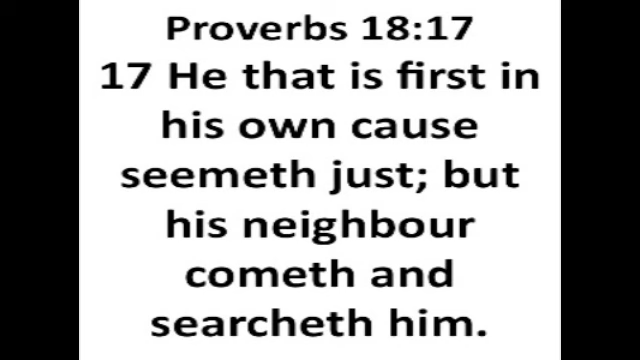 Proverbs 18:17
17 He that is first in
his own cause
seemeth just; but
his neighbour
cometh and
searcheth him.